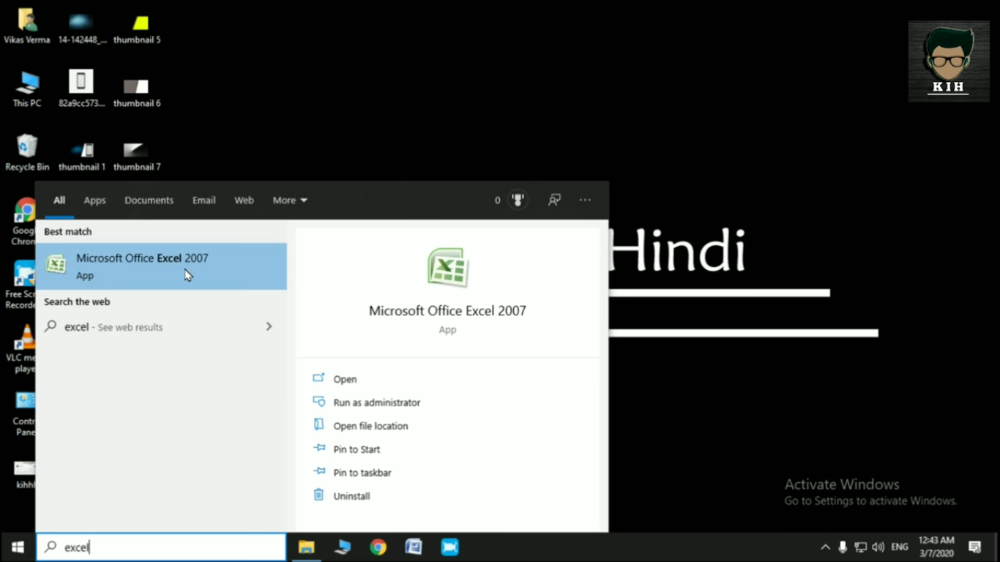 Vikas Verma
14-142448_...
thumbnail 5
This PC
82a9cc573...
thumbnail 6
Recycle Bin
thumbnail 1
thumbnail 7
KIH
All
Apps
Documents
Email
Web
More
0
...
Goog
Chron
Free Scr
Recorde
VLC me
playe
Contr
Pane
kihhl
Best match
Microsoft Office Excel 2007
App
Search the web
excel - See web results
Microsoft Office Excel 2007
App
Open
Run as administrator
Open file location
Pin to Start
Pin to taskbar
Uninstall
Hindi
Activate Windows
Go to Settings to activate Windows.
excel
ENG
12:43 AM
3/7/2020